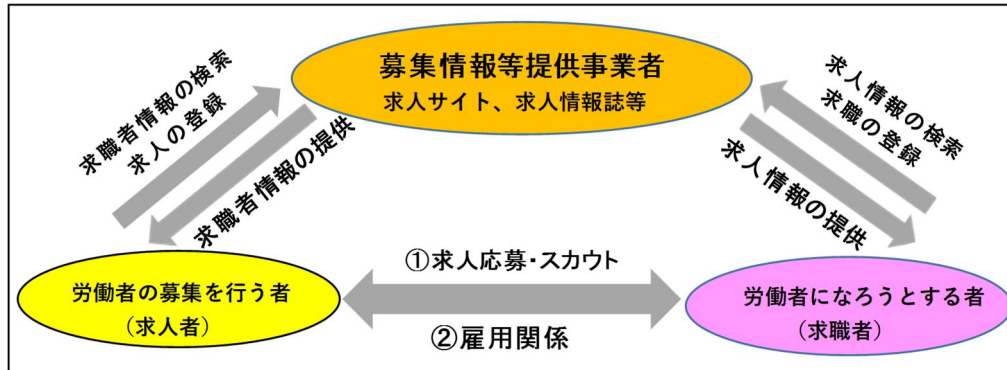 募集情報等提供事業者
求人サイト、求人情報誌等
求職者情報の検索
求人の登録
求職者情報の提供
求人情報の検索
求職の登録
求人情報の提供
①求人応募・スカウト
②雇用関係
労働者の募集を行う者
（求人者）
労働者になろうとする者
（求職者）